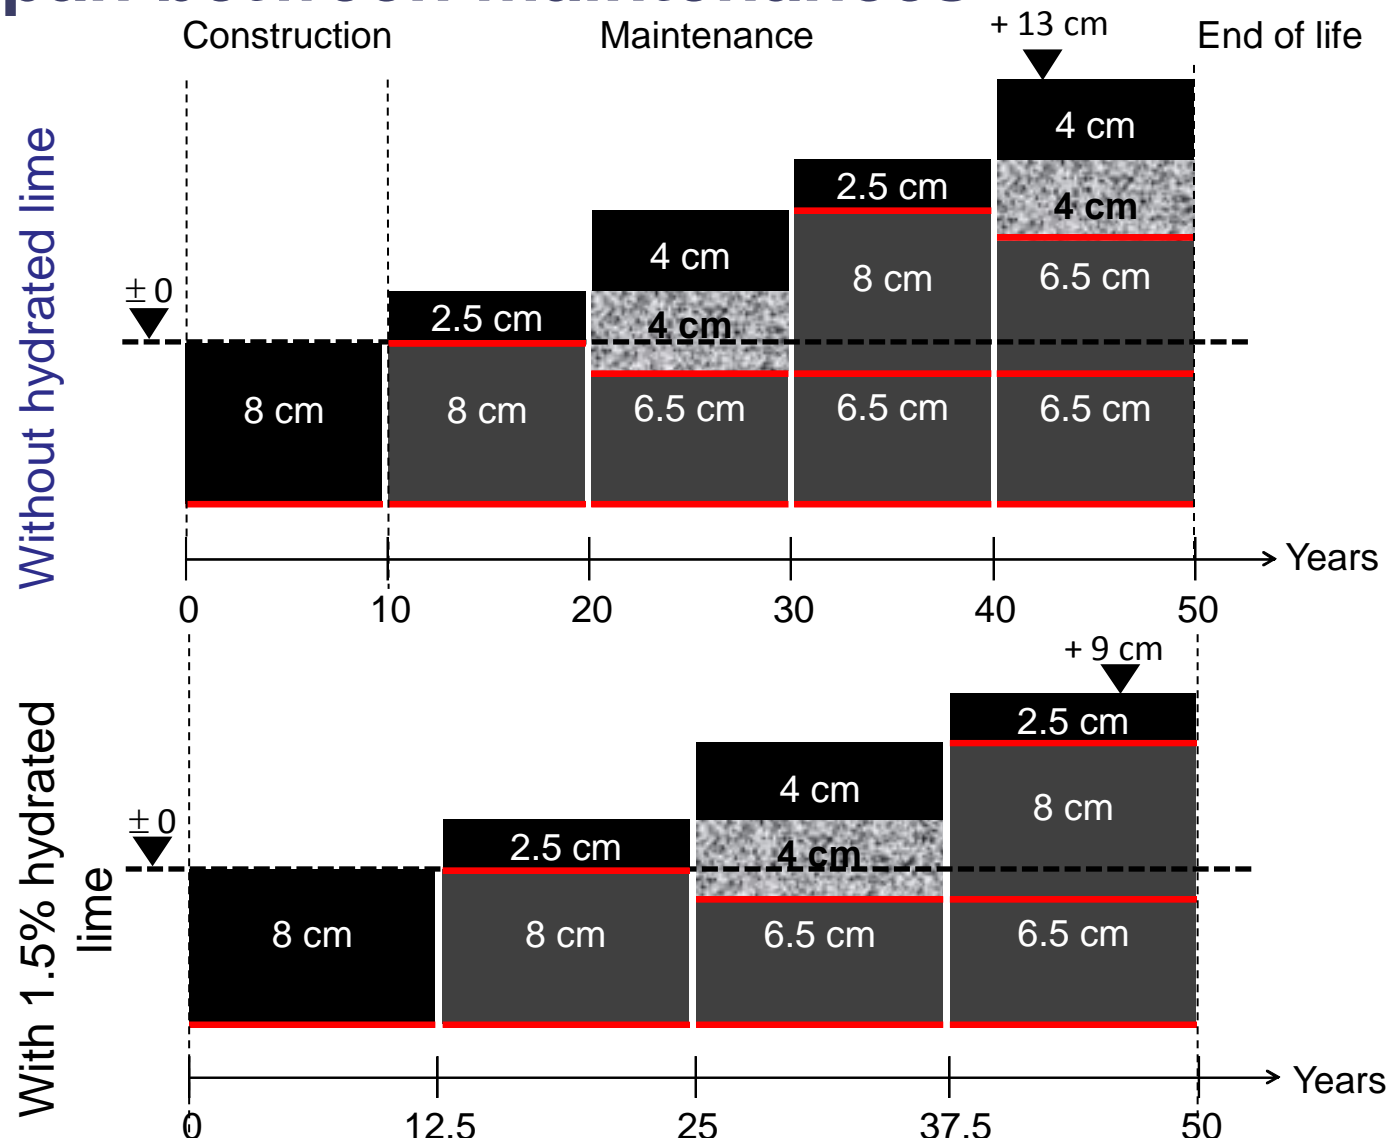 Construction
Maintenance
+ 13 cm
End of life
Without hydrated lime
± 0
8 cm
2.5 cm
8 cm
4 cm
4 cm
6.5 cm
2.5 cm
8 cm
6.5 cm
4 cm
4 cm
6.5 cm
6.5 cm
Years
0
10
20
30
40
50
With 1.5% hydrated
lime
+ 9 cm
± 0
8 cm
2.5 cm
8 cm
4 cm
4 cm
6.5 cm
2.5 cm
8 cm
6.5 cm
Years
0
12.5
25
37.5
50